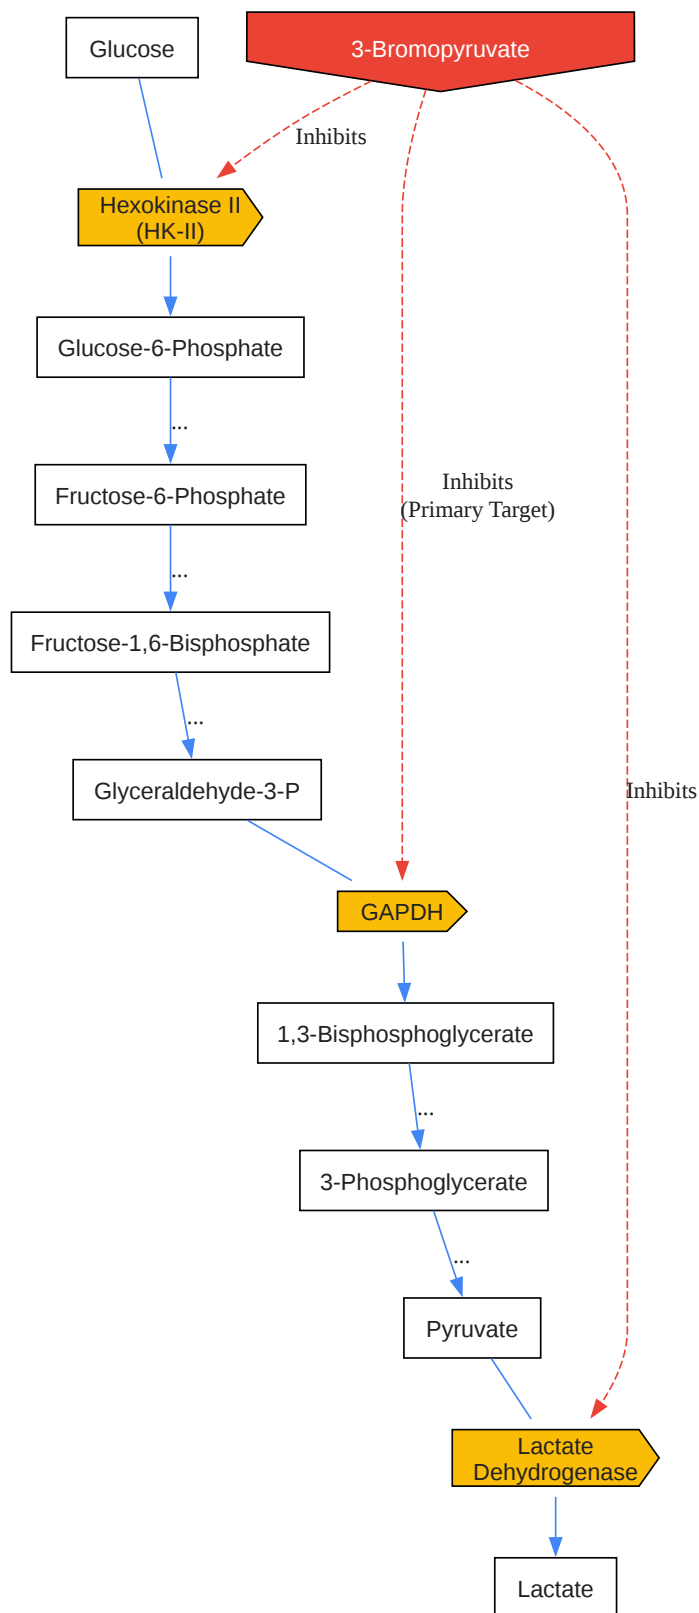 Glucose
3-Bromopyruvate
Inhibits
Hexokinase II
(HK-II)
Glucose-6-Phosphate
...
Fructose-6-Phosphate
Inhibits
(Primary Target)
...
Fructose-1,6-Bisphosphate
...
Glyceraldehyde-3-P
Inhibits
GAPDH
1,3-Bisphosphoglycerate
...
3-Phosphoglycerate
...
Pyruvate
Lactate
Dehydrogenase
Lactate